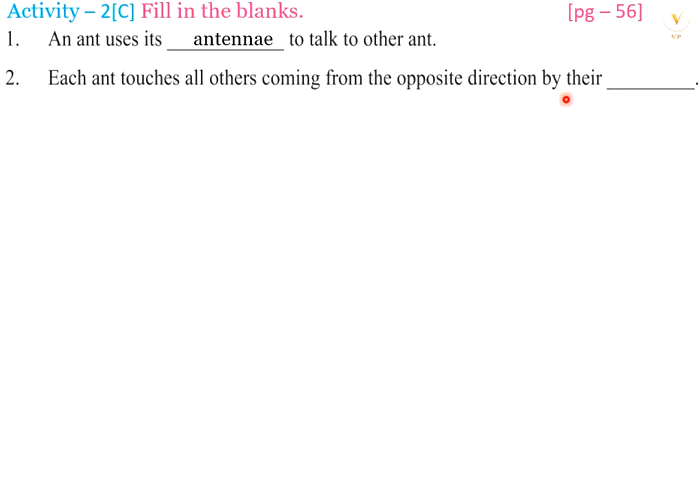 Activity – 2[C] Fill in the blanks. [pg – 56]
V
VP
1. An ant uses its antennae to talk to other ant.
2. Each ant touches all others coming from the opposite direction by their __________.